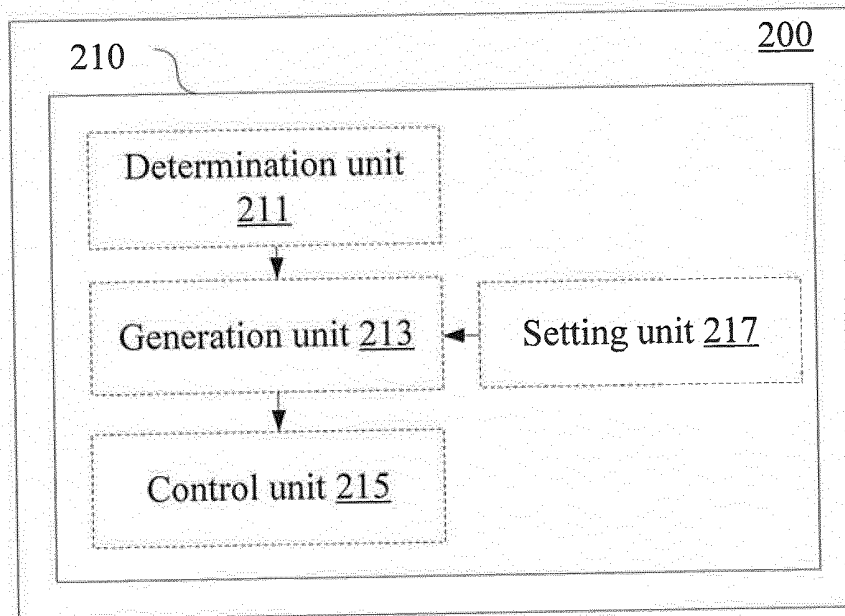 210
200
Determination unit
211
Generation unit 213
Setting unit 217
Control unit 215